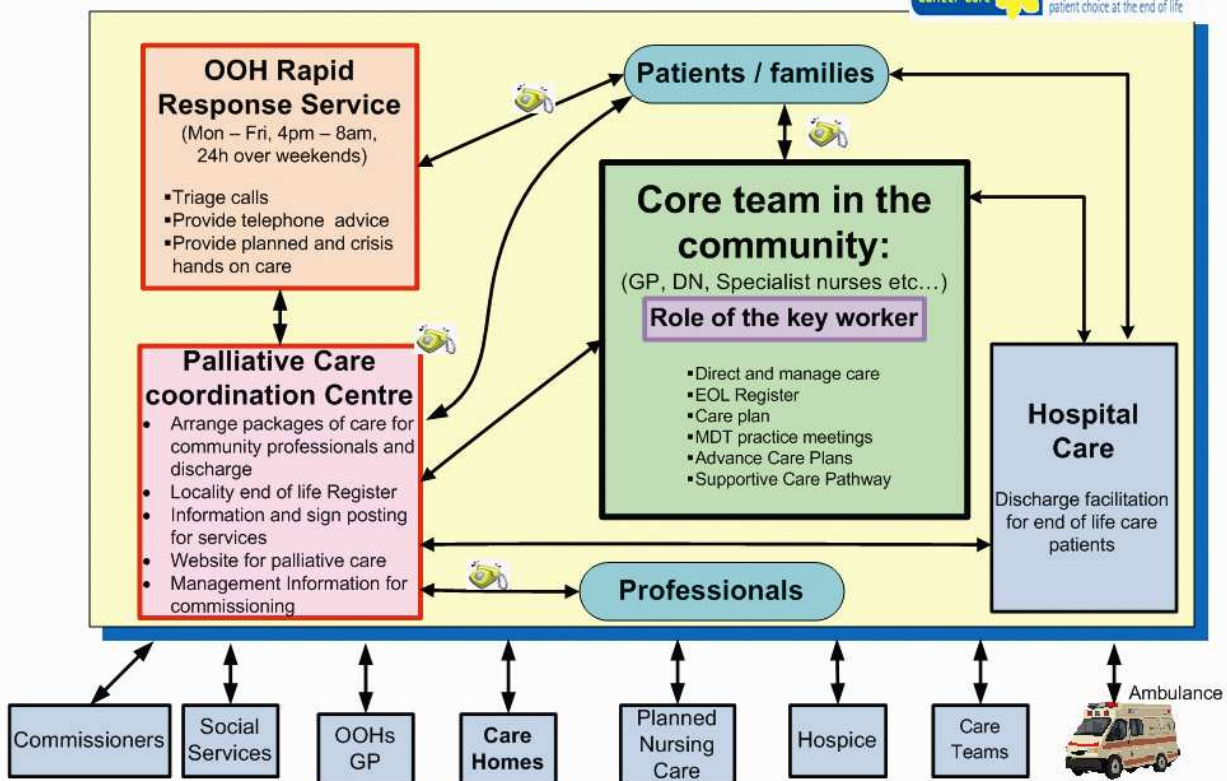 patient choice at the end of life
OOH Rapid
Response Service
(Mon – Fri, 4pm – 8am,
24h over weekends)
▪Triage calls
▪Provide telephone advice
▪Provide planned and crisis
hands on care
Patients / families
Core team in the
community:
(GP, DN, Specialist nurses etc...)
Role of the key worker
▪Direct and manage care
▪EOL Register
▪Care plan
▪MDT practice meetings
▪Advance Care Plans
▪Supportive Care Pathway
Palliative Care
coordination Centre
• Arrange packages of care for
community professionals and
discharge
• Locality end of life Register
• Information and sign posting
for services
• Website for palliative care
• Management Information for
commissioning
Hospital
Care
Discharge facilitation
for end of life care
patients
Professionals
Commissioners
Social
Services
OOHs
GP
Care
Homes
Planned
Nursing
Care
Hospice
Care
Teams
Ambulance